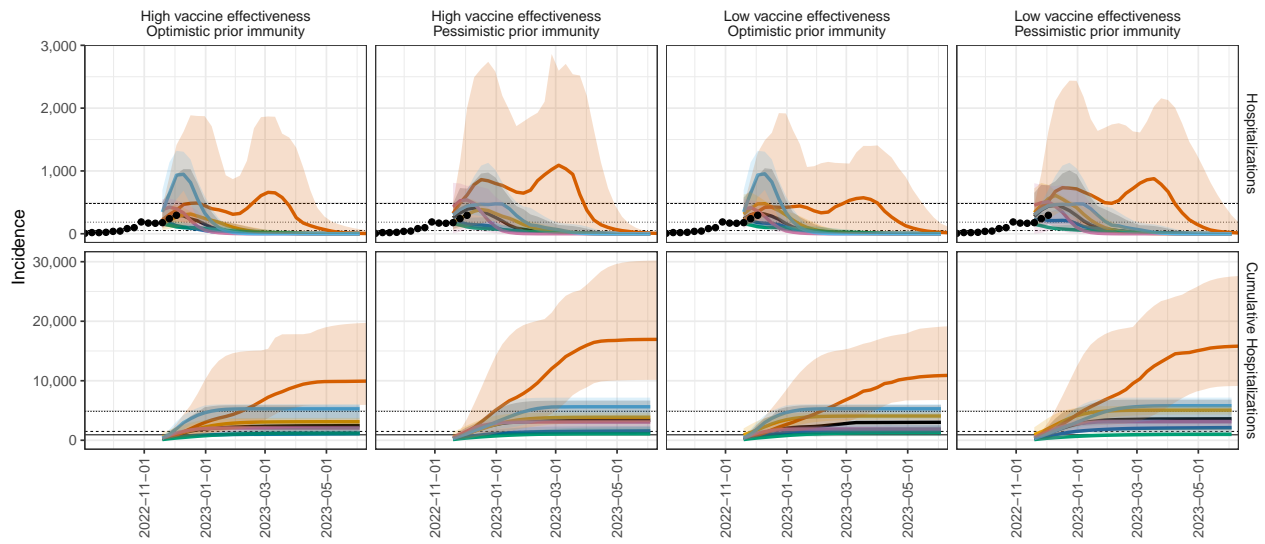 High vaccine effectiveness
Optimistic prior immunity
High vaccine effectiveness
Pessimistic prior immunity
Low vaccine effectiveness
Optimistic prior immunity
Low vaccine effectiveness
Pessimistic prior immunity
Incidence
3,000
2,000
1,000
0
Hospitalizations
30,000
20,000
10,000
0
Cumulative Hospitalizations
2022−11−01
2023−01−01
2023−03−01
2023−05−01
2022−11−01
2023−01−01
2023−03−01
2023−05−01
2022−11−01
2023−01−01
2023−03−01
2023−05−01
2022−11−01
2023−01−01
2023−03−01
2023−05−01